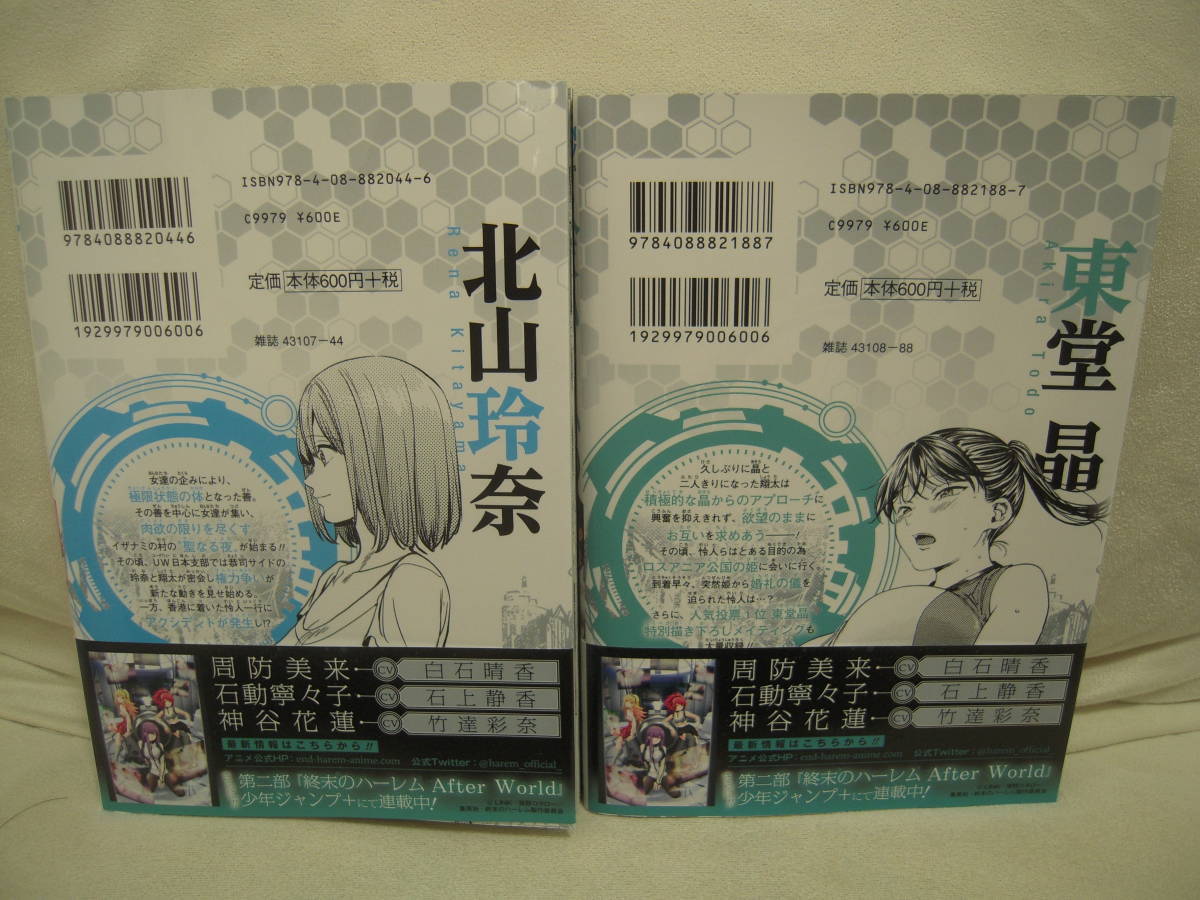 ISBN978-4-08-882044-6
C9979 ¥600E
9784088820446
定価 本体600円+税
1929979006006
雑誌 43107-44
北山玲奈
Rena Kitayama
女達の企みにより、
極限状態の体となった善。
その善を中心に女達が集い、
肉欲の限りを尽くす
イザナミの村の“聖なる夜”が始まる!!
その頃、UW日本支部では恭司サイドの
玲奈と翔太が密会し権力争いが
新たな動きを見せ始める。
一方、香港に着いた怜人一行に
アクシデントが発生し!?
周防美来 CV 白石晴香
石動寧々子 CV 石上静香
神谷花蓮 CV 竹達彩奈
最新情報はこちらから!!
アニメ公式HP : end-harem-anime.com 公式Twitter : @harem_official_
第二部『終末のハーレム After World』
少年ジャンプ+にて連載中!
ISBN978-4-08-882188-7
C9979 ¥600E
9784088821887
定価 本体600円+税
1929979006006
雑誌 43108-88
東堂 晶
Akira Todo
久しぶりに晶と
二人きりになった翔太は
積極的な晶からのアプローチに
興奮を抑えきれず、欲望のままに
お互いを求めあう――!
その頃、怜人らはとある目的の為
ロスアニア公国の姫に会いに行く。
到着早々、突然姫から婚礼の儀を
迫られた怜人は…?
さらに、人気投票1位 東堂晶
特別描き下ろしメイティングも
大量収録!!
周防美来 CV 白石晴香
石動寧々子 CV 石上静香
神谷花蓮 CV 竹達彩奈
最新情報はこちらから!!
アニメ公式HP : end-harem-anime.com 公式Twitter : @harem_official_
第二部『終末のハーレム After World』
少年ジャンプ+にて連載中!